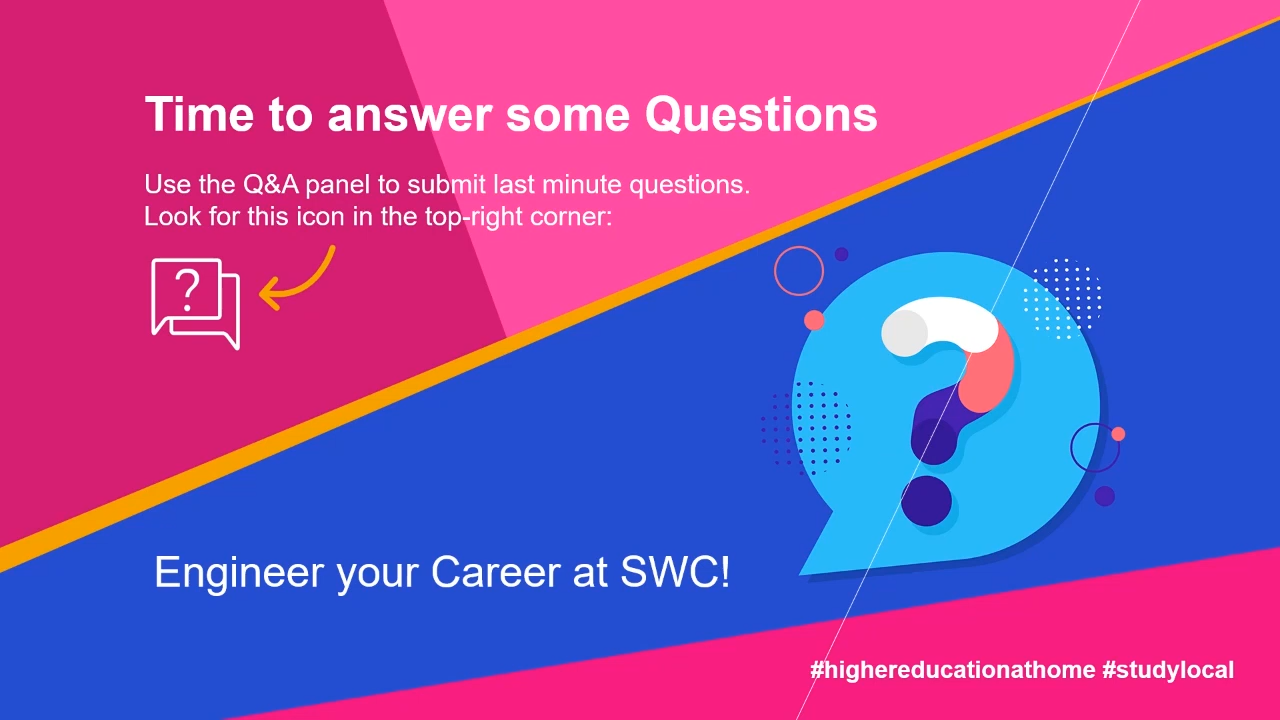 Time to answer some Questions
Use the Q&A panel to submit last minute questions.
Look for this icon in the top-right corner:
?
Engineer your Career at SWC!
#highereducationathome #studylocal